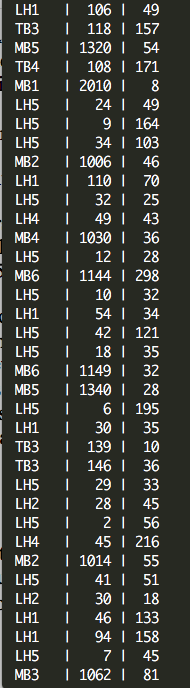 LH1 | 106 | 49
TB3 | 118 | 157
MB5 | 1320 | 54
TB4 | 108 | 171
MB1 | 2010 | 8
LH5 | 24 | 49
LH5 | 9 | 164
LH5 | 34 | 103
MB2 | 1006 | 46
LH1 | 110 | 70
LH5 | 32 | 25
LH4 | 49 | 43
MB4 | 1030 | 36
LH5 | 12 | 28
MB6 | 1144 | 298
LH5 | 10 | 32
LH1 | 54 | 34
LH5 | 42 | 121
LH5 | 18 | 35
MB6 | 1149 | 32
MB5 | 1340 | 28
LH5 | 6 | 195
LH1 | 30 | 35
TB3 | 139 | 10
TB3 | 146 | 36
LH5 | 29 | 33
LH2 | 28 | 45
LH5 | 2 | 56
LH4 | 45 | 216
MB2 | 1014 | 55
LH5 | 41 | 51
LH2 | 30 | 18
LH1 | 46 | 133
LH1 | 94 | 158
LH5 | 7 | 45
MB3 | 1062 | 81